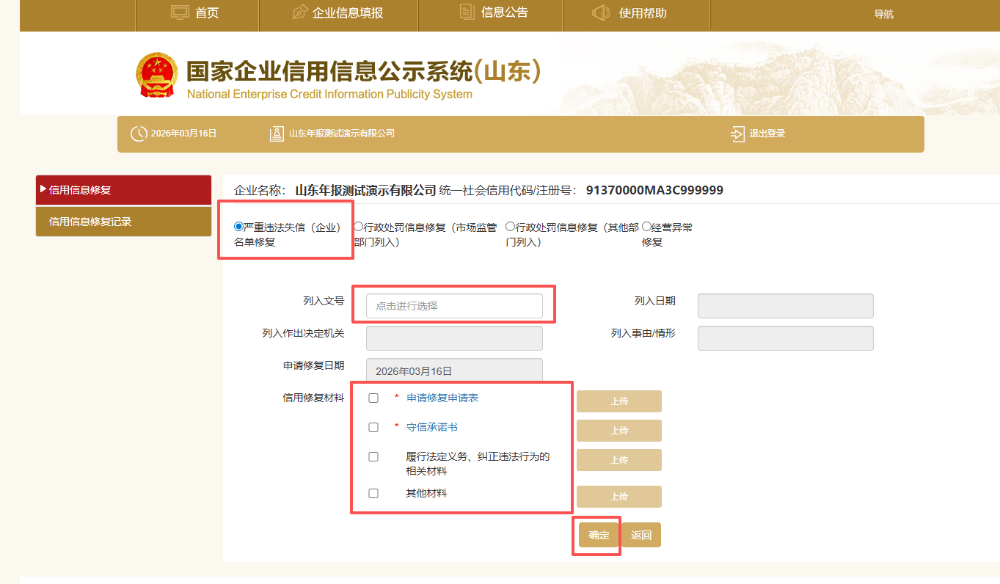 首页
企业信息填报
信息公告
使用帮助
导航
国家企业信用信息公示系统(山东)
National Enterprise Credit Information Publicity System
2026年03月16日
山东年报测试演示有限公司
退出登录
信用信息修复
信用信息修复记录
企业名称： 山东年报测试演示有限公司 统一社会信用代码/注册号： 91370000MA3C999999
严重违法失信（企业）
名单修复
行政处罚信息修复（市场监管
部门列入）
行政处罚信息修复（其他部
门列入）
经营异常
修复
列入文号
点击进行选择
列入日期
列入作出决定机关
列入事由/情形
申请修复日期
2026年03月16日
信用修复材料
* 申请修复申请表
上传
* 守信承诺书
上传
履行法定义务、纠正违法行为的
相关材料
上传
其他材料
上传
确定
返回